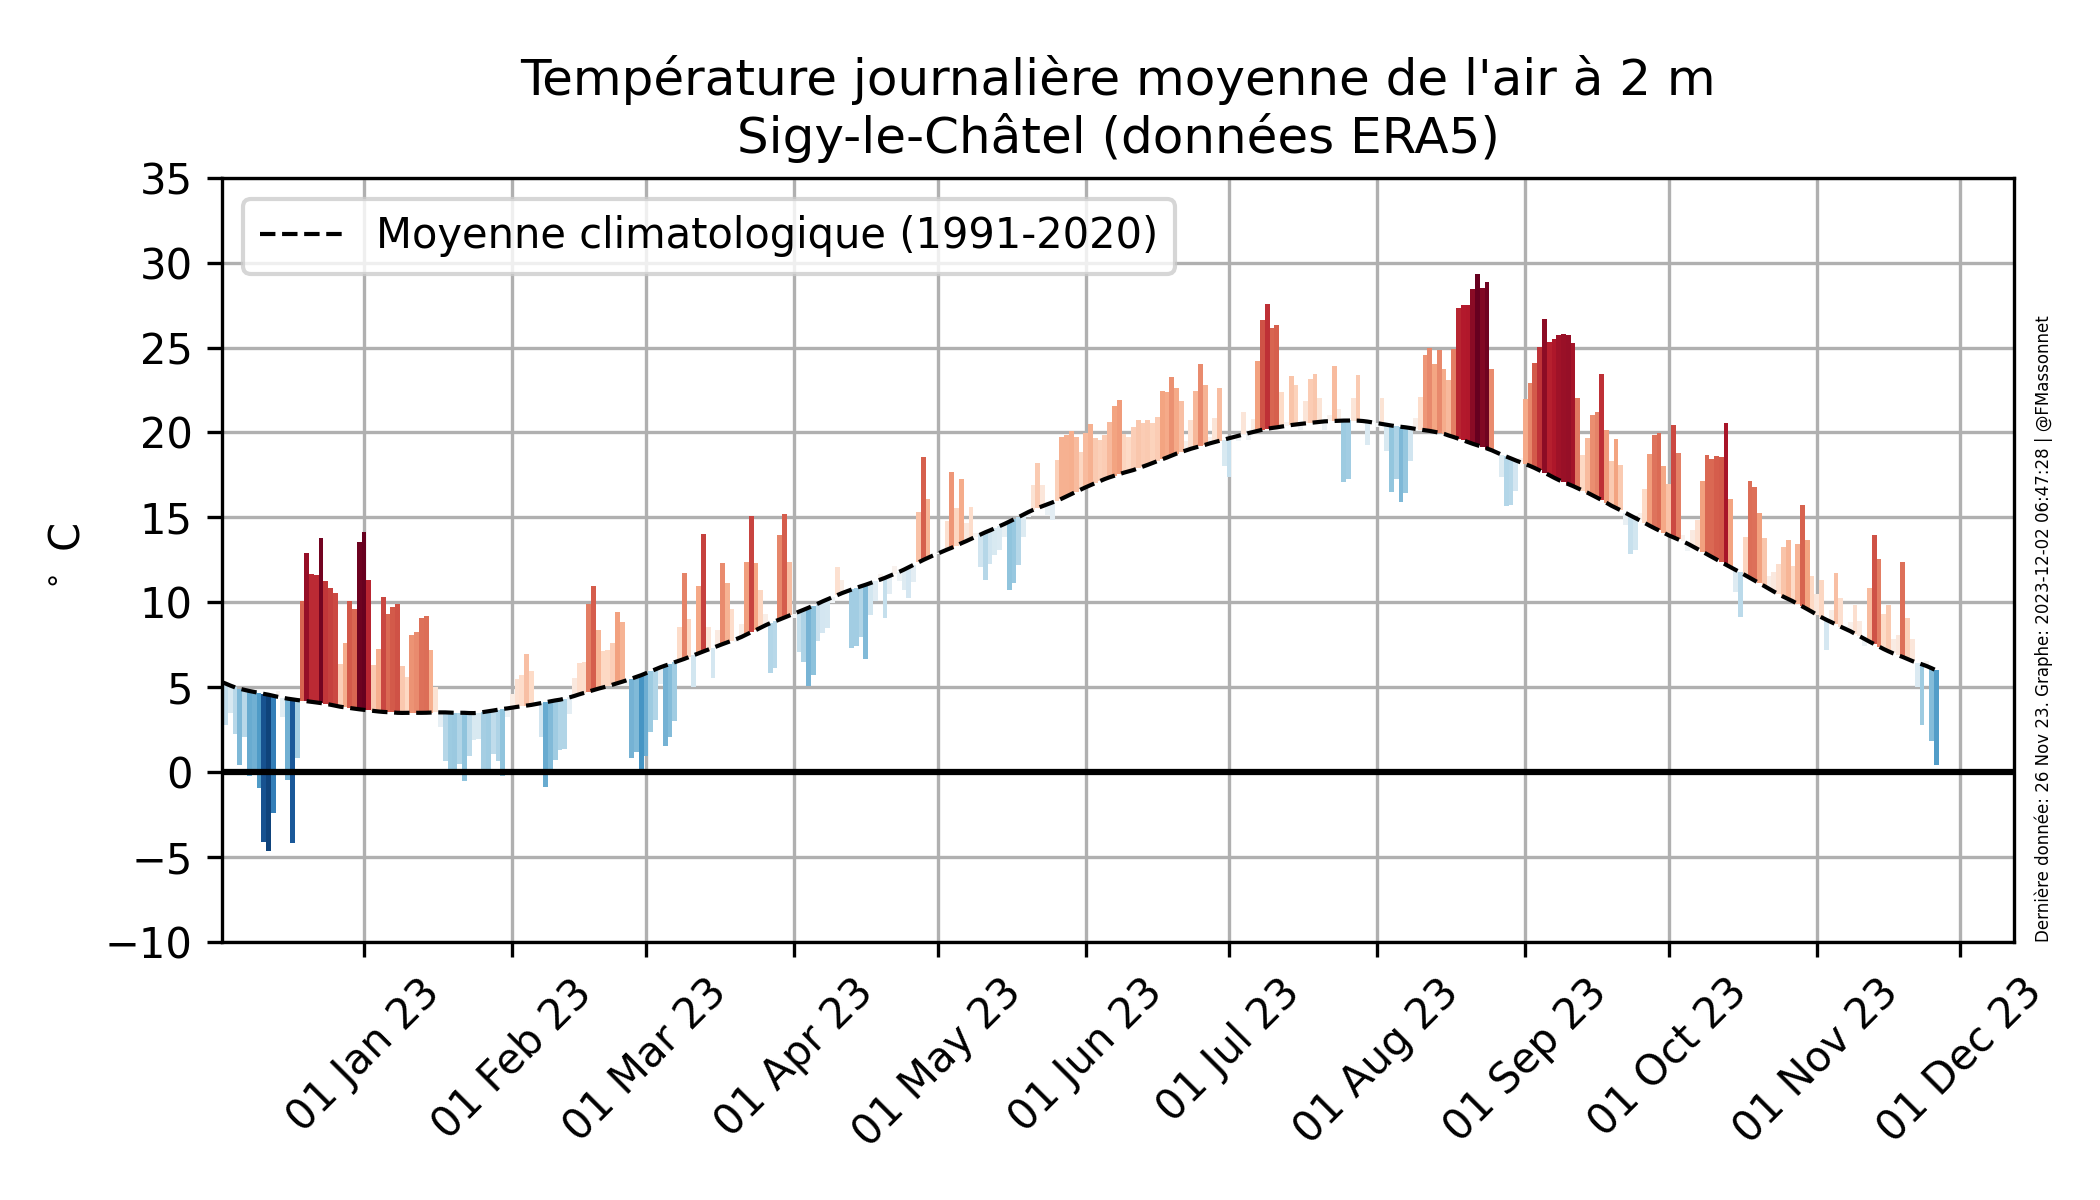 Température journalière moyenne de l'air à 2 m
Sigy-le-Châtel (données ERA5)
Moyenne climatologique (1991-2020)
° C
35
30
25
20
15
10
5
0
−5
−10
01 Jan 23
01 Feb 23
01 Mar 23
01 Apr 23
01 May 23
01 Jun 23
01 Jul 23
01 Aug 23
01 Sep 23
01 Oct 23
01 Nov 23
01 Dec 23
Dernière donnée: 26 Nov 23. Graphe: 2023-12-02 06:47:28 | @FMassonnet